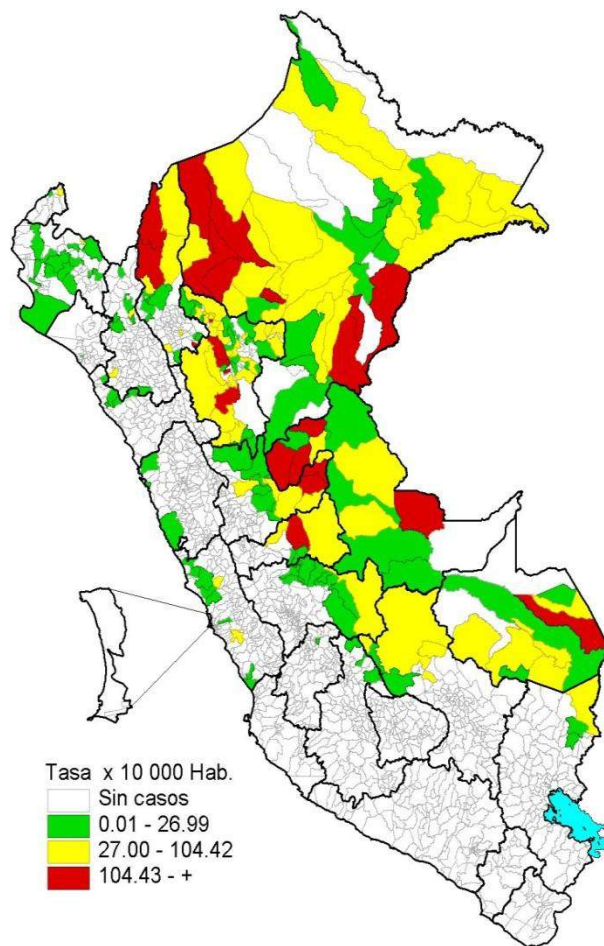 Tasa x 10 000 Hab.
Sin casos
0.01 - 26.99
27.00 - 104.42
104.43 - +